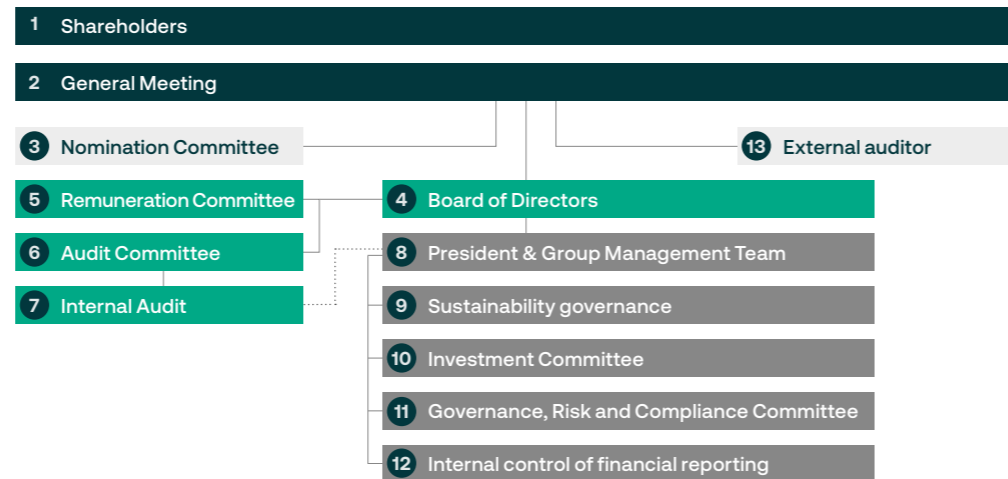 1 Shareholders
2 General Meeting
3 Nomination Committee
13 External auditor
5 Remuneration Committee
4 Board of Directors
6 Audit Committee
8 President & Group Management Team
7 Internal Audit
9 Sustainability governance
10 Investment Committee
11 Governance, Risk and Compliance Committee
12 Internal control of financial reporting